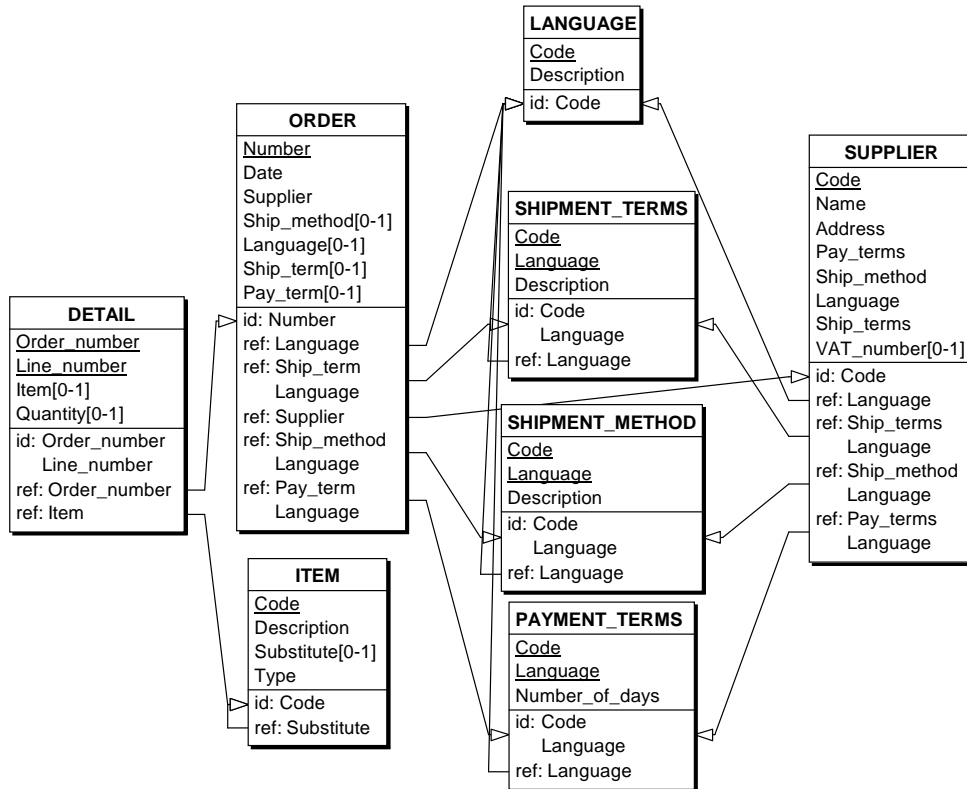 LANGUAGE
Code
Description
id: Code
ORDER
Number
Date
Supplier
Ship_method[0-1]
Language[0-1]
Ship_term[0-1]
Pay_term[0-1]
id: Number
ref: Language
ref: Ship_term
Language
ref: Supplier
ref: Ship_method
Language
ref: Pay_term
Language
SUPPLIER
Code
Name
Address
Pay_terms
Ship_method
Language
Ship_terms
VAT_number[0-1]
id: Code
ref: Language
ref: Ship_terms
Language
ref: Ship_method
Language
ref: Pay_terms
Language
SHIPMENT_TERMS
Code
Language
Description
id: Code
Language
ref: Language
DETAIL
Order_number
Line_number
Item[0-1]
Quantity[0-1]
id: Order_number
Line_number
ref: Order_number
ref: Item
SHIPMENT_METHOD
Code
Language
Description
id: Code
Language
ref: Language
ITEM
Code
Description
Substitute[0-1]
Type
id: Code
ref: Substitute
PAYMENT_TERMS
Code
Language
Number_of_days
id: Code
Language
ref: Language